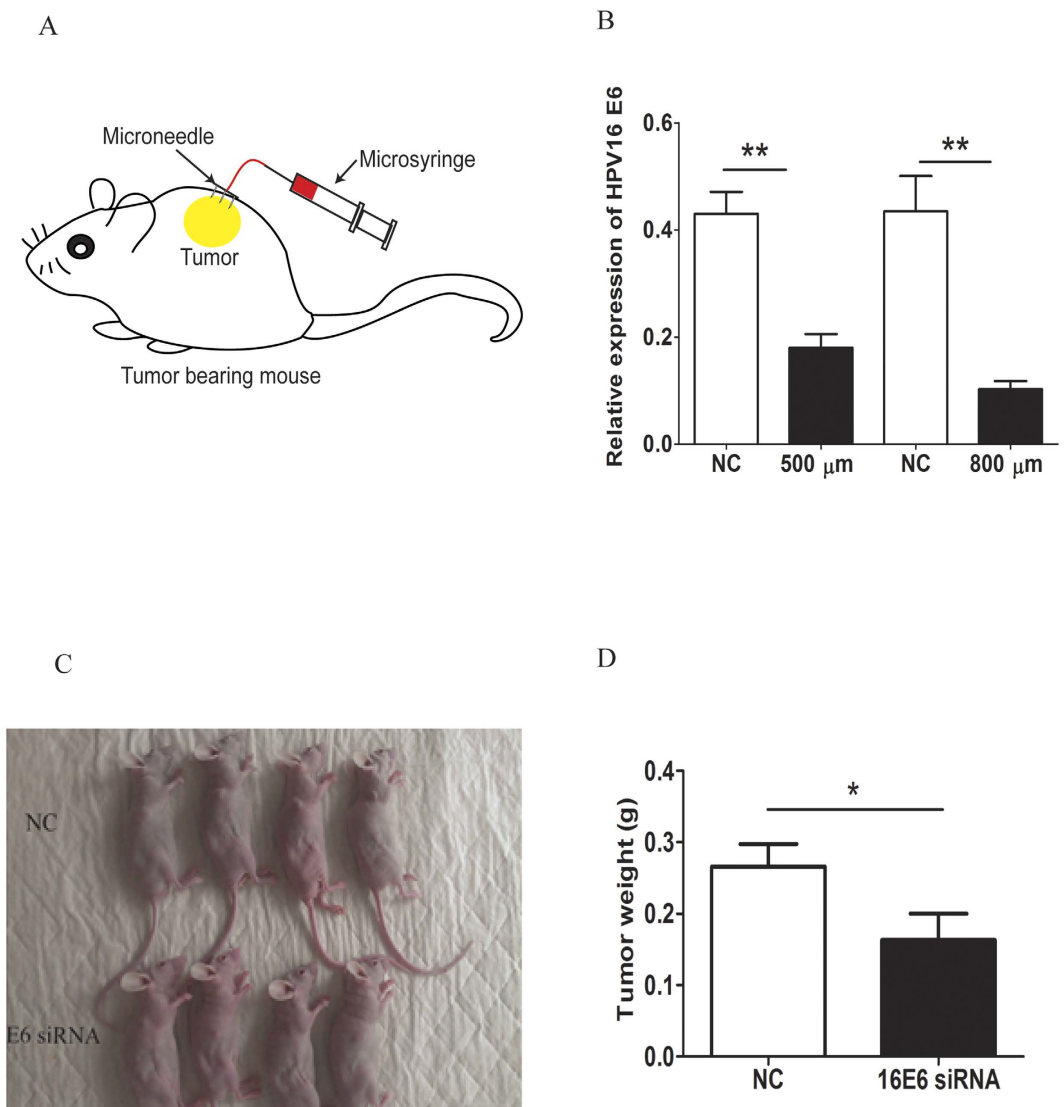 A
Microneedle
Microsyringe
Tumor
Tumor bearing mouse
B
Relative expression of HPV16 E6
0.6
0.4
0.2
0.0
**
**
NC
500 μm
NC
800 μm
C
NC
E6 siRNA
D
Tumor weight (g)
0.4
0.3
0.2
0.1
0.0
*
NC
16E6 siRNA